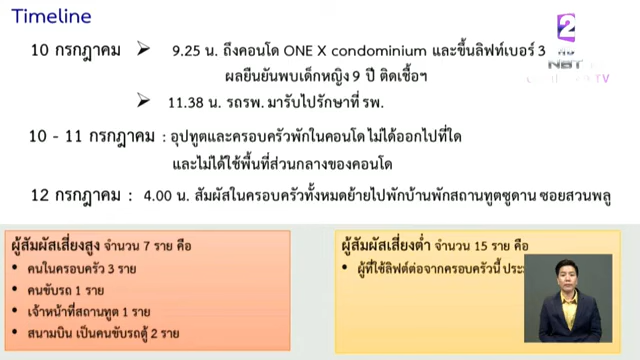 Timeline
10 กรกฎาคม ➢ 9.25 น. ถึงคอนโด ONE X condominium และขึ้นลิฟท์เบอร์ 3
ผลยืนยันพบเด็กหญิง 9 ปี ติดเชื้อฯ
➢ 11.38 น. รถรพ. มารับไปรักษาที่ รพ.
10 - 11 กรกฎาคม : อุปทูตและครอบครัวพักในคอนโด ไม่ได้ออกไปที่ใด
และไม่ได้ใช้พื้นที่ส่วนกลางของคอนโด
12 กรกฎาคม : 4.00 น. สัมผัสในครอบครัวทั้งหมดย้ายไปพักบ้านพักสถานทูตซูดาน ซอยสวนพลู
ผู้สัมผัสเสี่ยงสูง จำนวน 7 ราย คือ
• คนในครอบครัว 3 ราย
• คนขับรถ 1 ราย
• เจ้าหน้าที่สถานทูต 1 ราย
• สนามบิน เป็นคนขับรถตู้ 2 ราย
ผู้สัมผัสเสี่ยงต่ำ จำนวน 15 ราย คือ
• ผู้ที่ใช้ลิฟต์ต่อจากครอบครัวนี้
2
NBT